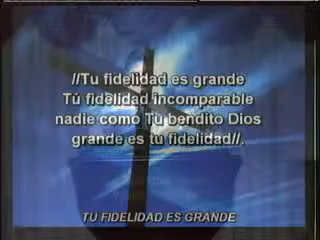 //Tu fidelidad es grande
Tú fidelidad incomparable
nadie como Tu bendito Dios
grande es tu fidelidad//.
TU FIDELIDAD ES GRANDE